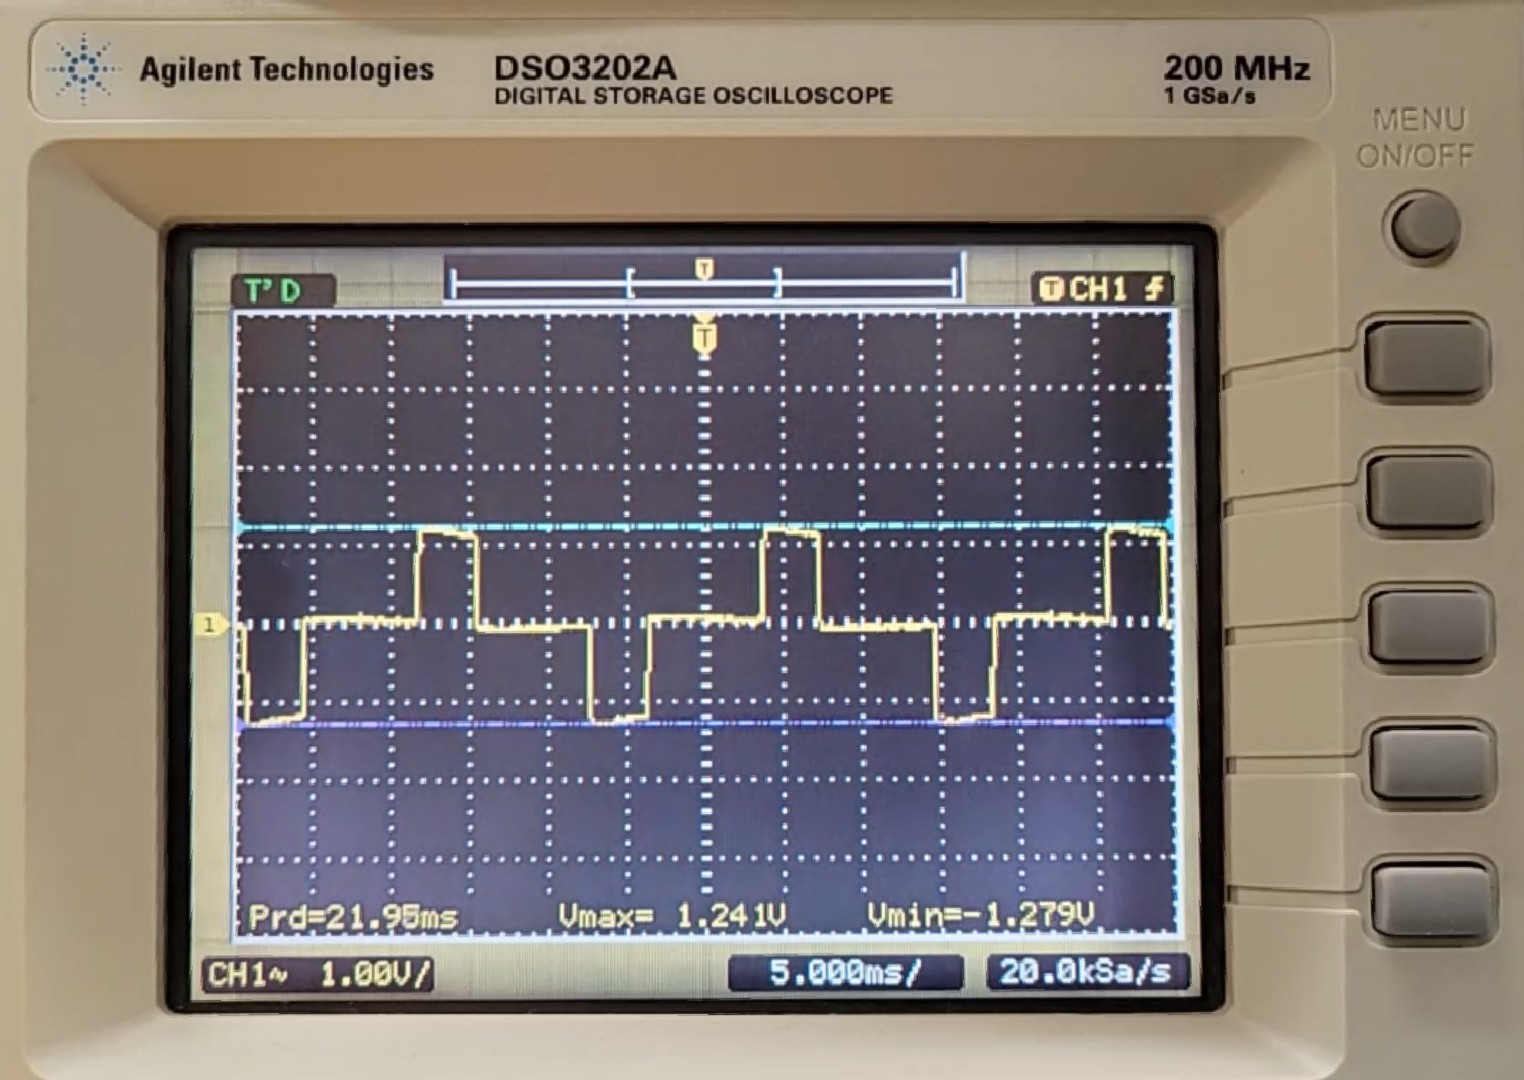 Agilent Technologies
DSO3202A
DIGITAL STORAGE OSCILLOSCOPE
200 MHz
1 GSa/s
MENU
ON/OFF
T
T'D
T CH1
T
1
Prd=21.95ms Vmax= 1.241V Vmin=-1.279V
CH1~ 1.00V/ 5.000ms/ 20.0kSa/s